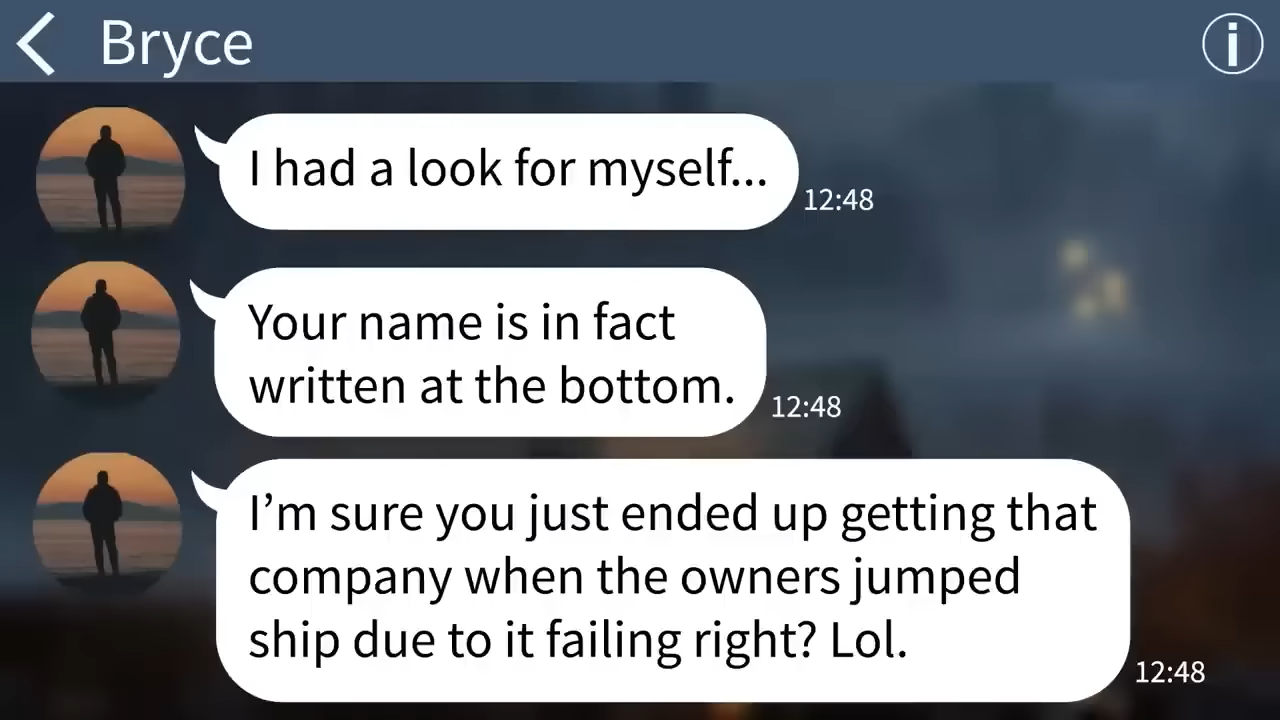 Bryce
i
I had a look for myself...
12:48
Your name is in fact
written at the bottom.
12:48
I’m sure you just ended up getting that
company when the owners jumped
ship due to it failing right? Lol.
12:48